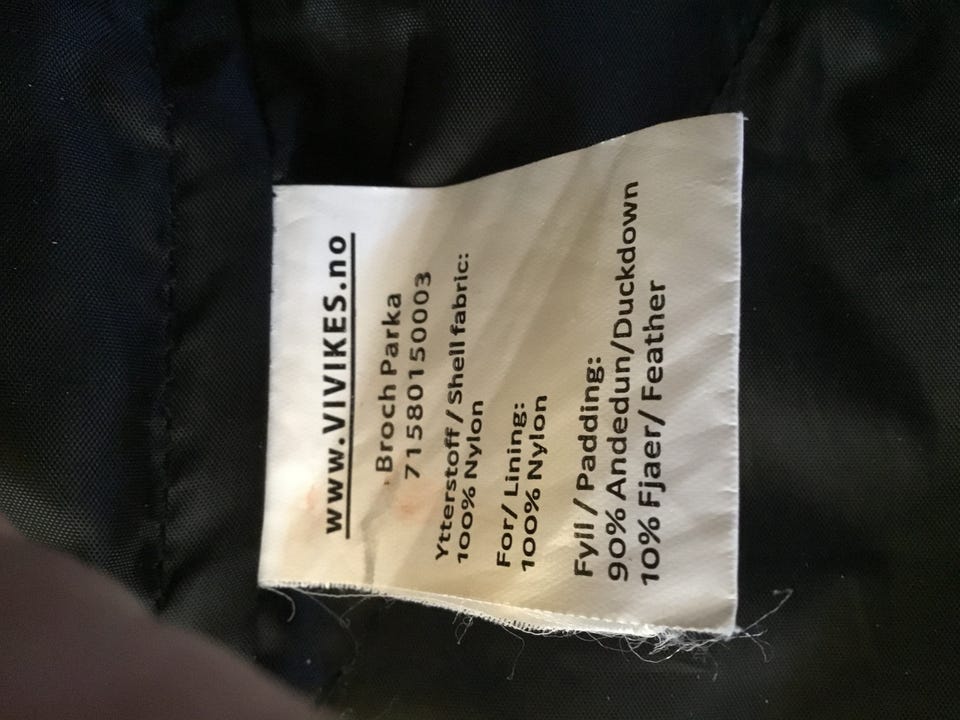 www.VIVIKES.no
Broch Parka
71580150003
Ytterstoff / Shell fabric:
100% Nylon
For/ Lining:
100% Nylon
Fyll / Padding:
90% Andedun/Duckdown
10% Fjaer/ Feather